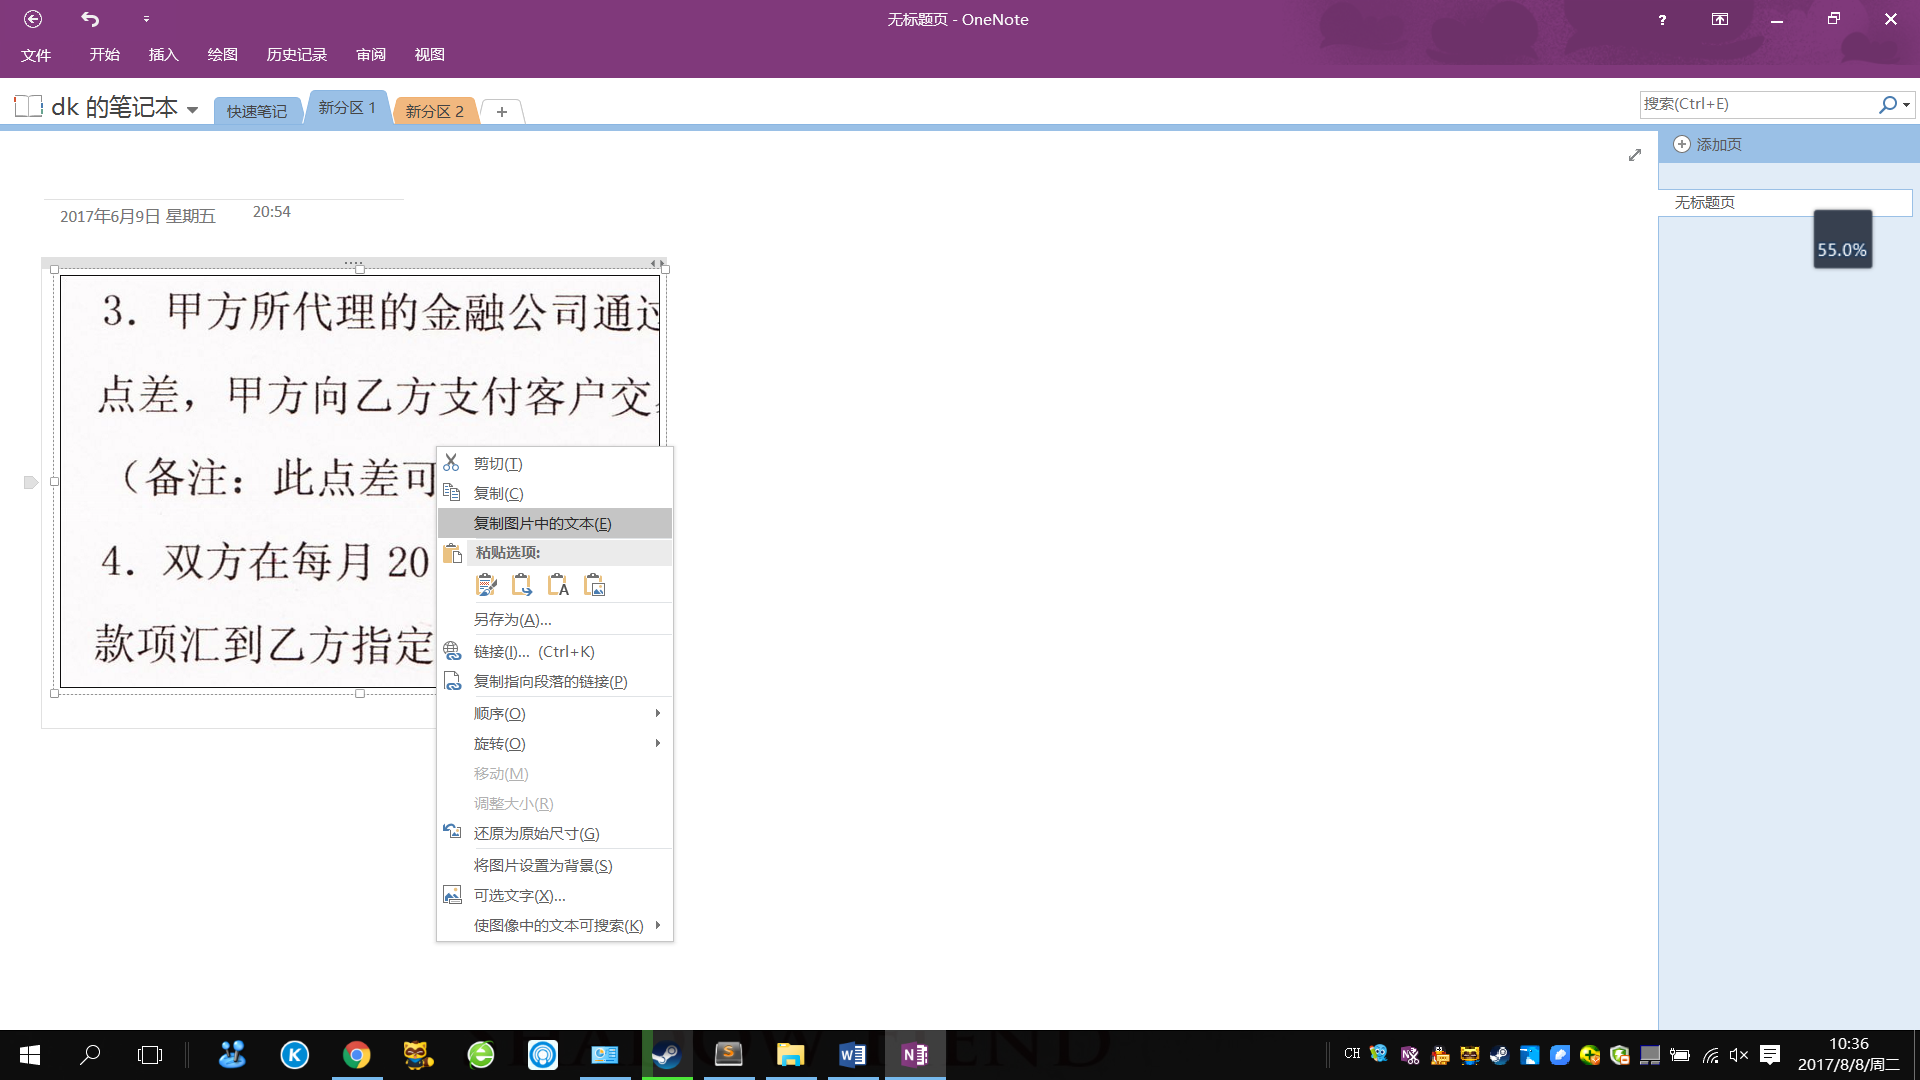 无标题页 - OneNote
文件 开始 插入 绘图 历史记录 审阅 视图
dk 的笔记本 快速笔记 新分区 1 新分区 2
搜索(Ctrl+E)
添加页
无标题页
55.0%
2017年6月9日 星期五 20:54
3. 甲方所代理的金融公司通过
点差，甲方向乙方支付客户交
（备注：此点差可
4. 双方在每月 20
款项汇到乙方指定
剪切(T)
复制(C)
复制图片中的文本(E)
粘贴选项:
另存为(A)...
链接(I)... (Ctrl+K)
复制指向段落的链接(P)
顺序(O)
旋转(O)
移动(M)
调整大小(R)
还原为原始尺寸(G)
将图片设置为背景(S)
可选文字(X)...
使图像中的文本可搜索(K)
CH
10:36
2017/8/8/周二